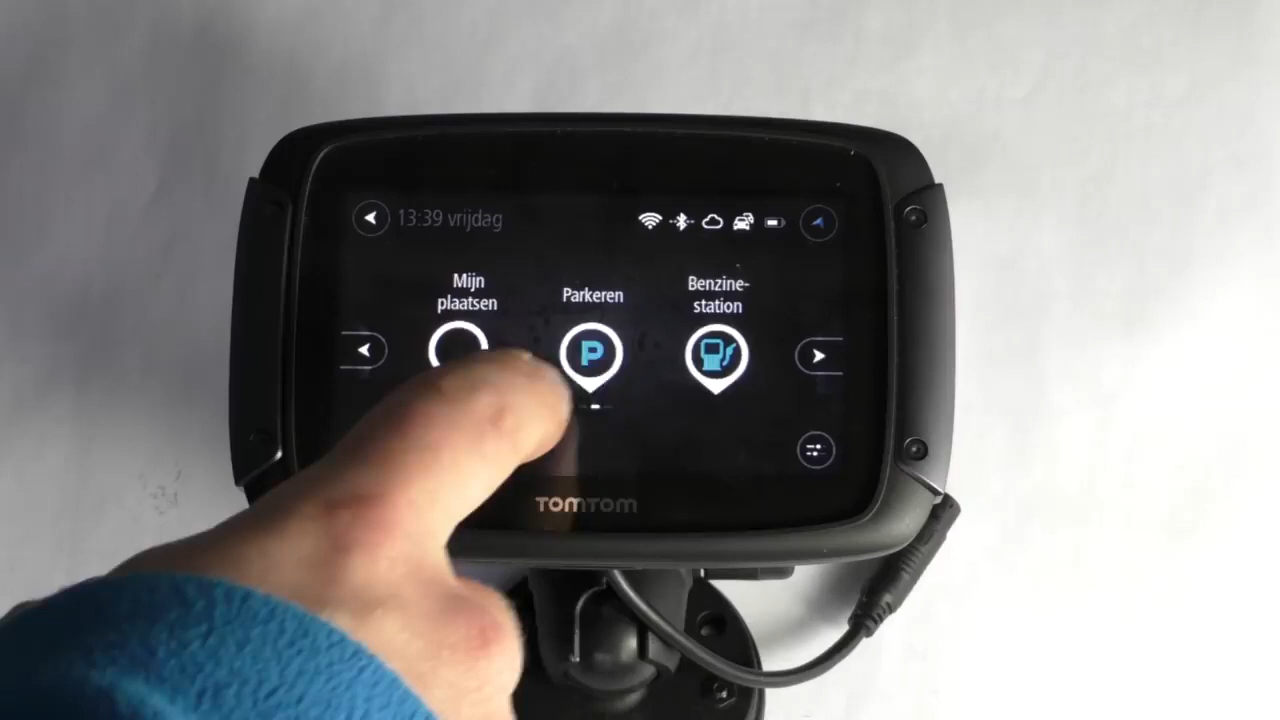 13:39 vrijdag
Mijn
plaatsen
Parkeren
Benzine-
station
P
TOMTOM